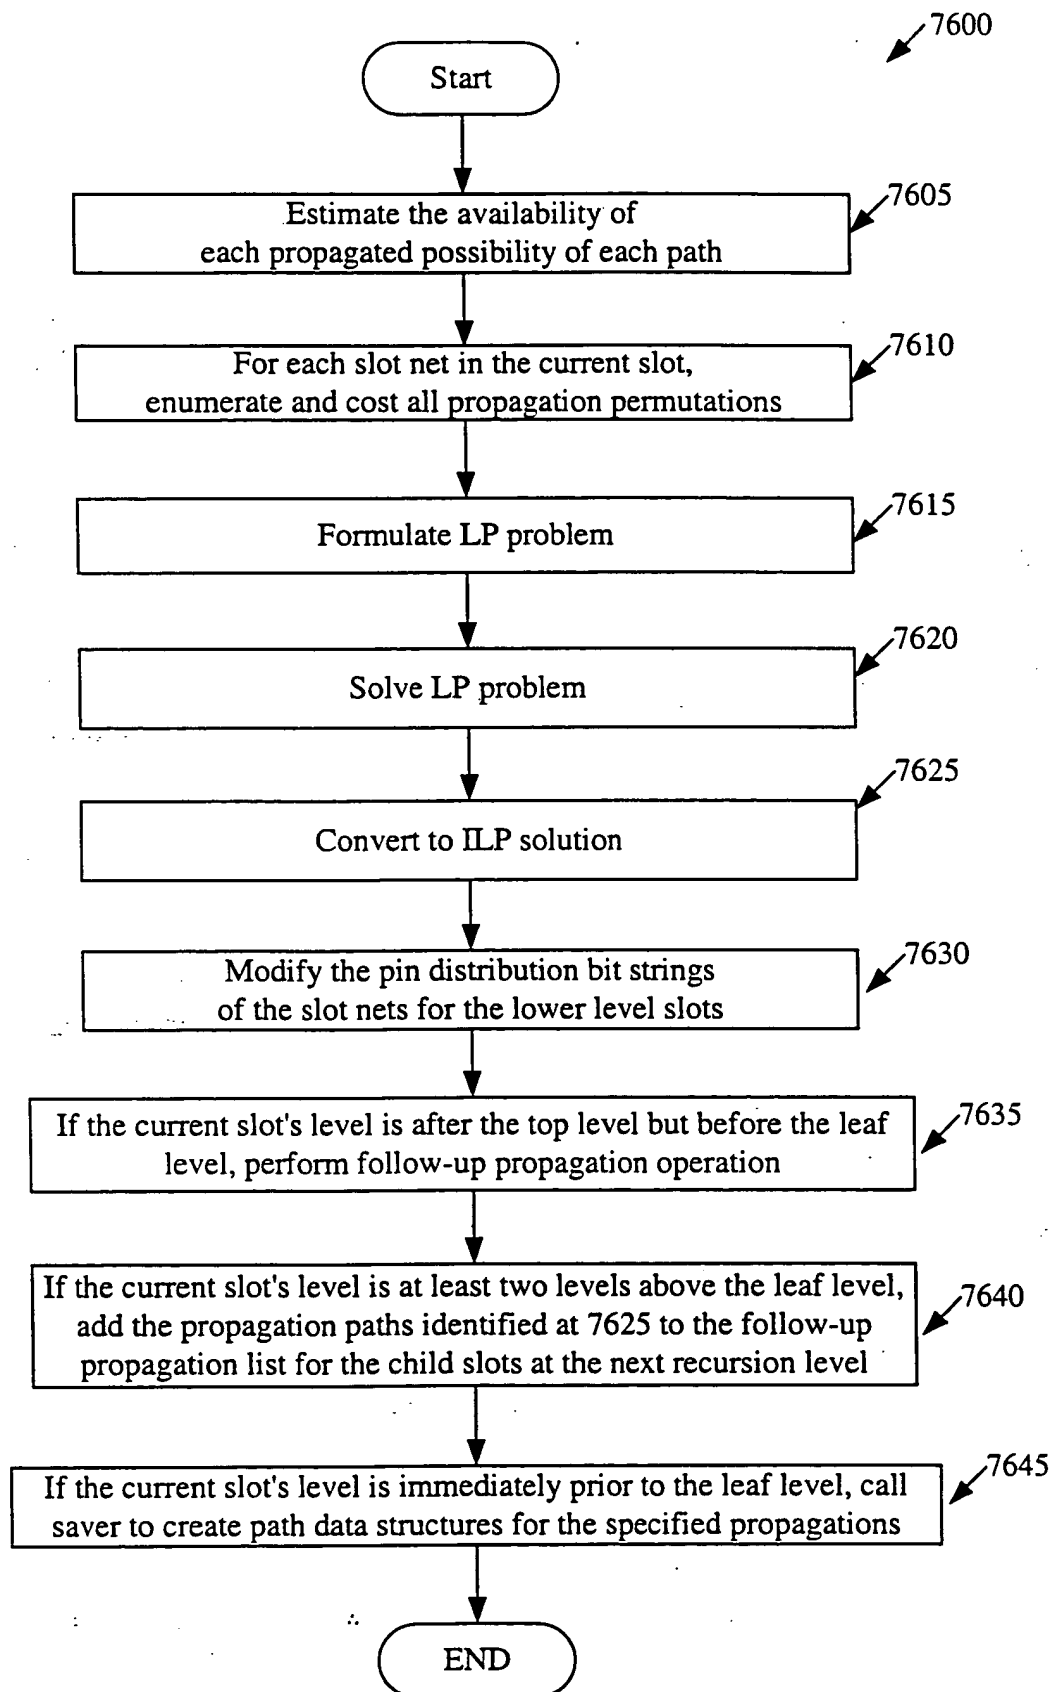 7600
Start
7605
Estimate the availability of
each propagated possibility of each path
7610
For each slot net in the current slot,
enumerate and cost all propagation permutations
7615
Formulate LP problem
7620
Solve LP problem
7625
Convert to ILP solution
7630
Modify the pin distribution bit strings
of the slot nets for the lower level slots
7635
If the current slot's level is after the top level but before the leaf
level, perform follow-up propagation operation
7640
If the current slot's level is at least two levels above the leaf level,
add the propagation paths identified at 7625 to the follow-up
propagation list for the child slots at the next recursion level
7645
If the current slot's level is immediately prior to the leaf level, call
saver to create path data structures for the specified propagations
END